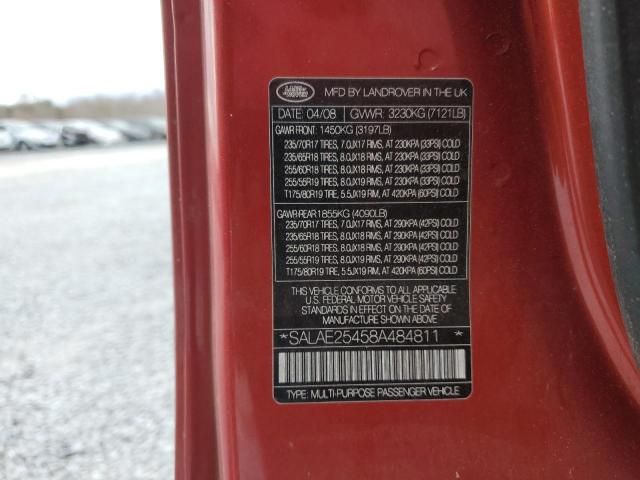 LAND ROVER
MFD BY LANDROVER IN THE UK
DATE: 04/08 GVWR: 3230KG (7121LB)
GAWR FRONT: 1450KG (3197LB)
235/70R17 TIRES, 7.0JX17 RIMS, AT 230KPA (33PSI) COLD
235/65R18 TIRES, 8.0JX18 RIMS, AT 230KPA (33PSI) COLD
255/60R18 TIRES, 8.0JX18 RIMS, AT 230KPA (33PSI) COLD
255/55R19 TIRES, 8.0JX19 RIMS, AT 230KPA (33PSI) COLD
T175/80R19 TIRE, 5.5JX19 RIM, AT 420KPA (60PSI) COLD
GAWR-REAR 1855KG (4090LB)
235/70R17 TIRES, 7.0JX17 RIMS, AT 290KPA (42PSI) COLD
235/65R18 TIRES, 8.0JX18 RIMS, AT 290KPA (42PSI) COLD
255/60R18 TIRES, 8.0JX18 RIMS, AT 290KPA (42PSI) COLD
255/55R19 TIRES, 8.0JX19 RIMS, AT 290KPA (42PSI) COLD
T175/80R19 TIRE, 5.5JX19 RIM, AT 420KPA (60PSI) COLD
THIS VEHICLE CONFORMS TO ALL APPLICABLE
U.S. FEDERAL MOTOR VEHICLE SAFETY
STANDARDS IN EFFECT ON THE DATE OF
MANUFACTURE SHOWN ABOVE
*SALAE25458A484811 *
TYPE: MULTI-PURPOSE PASSENGER VEHICLE